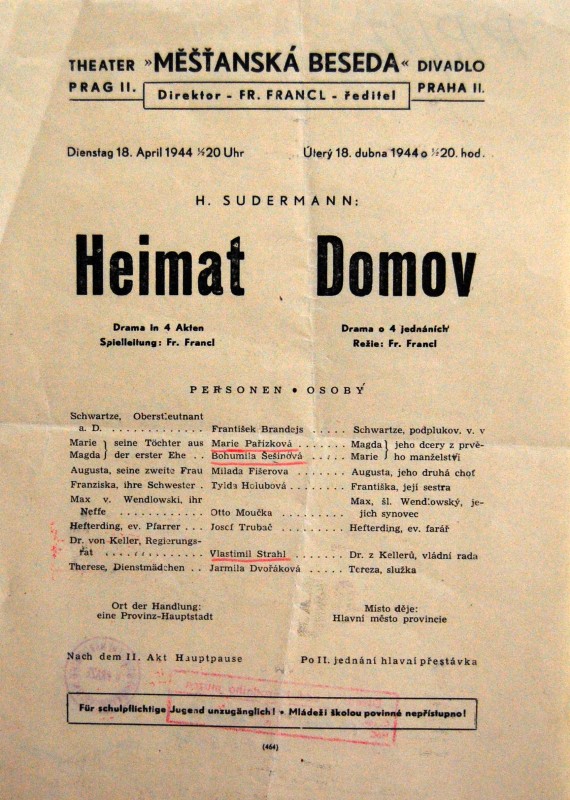 THEATER »MĚŠŤANSKÁ BESEDA« DIVADLO
PRAG II. Direktor - FR. FRANCL - ředitel PRAHA II.
Dienstag 18. April 1944 ½20 Uhr Úterý 18. dubna 1944 o ½20. hod.
H. SUDERMANN:
Heimat Domov
Drama in 4 Akten Drama o 4 jednáních
Spielleitung: Fr. Francl Režie: Fr. Francl
PERSONEN • OSOBY
Schwartze, Oberstleutnant
a. D. . . . . . . . . . . . František Brandejs . . . . . Schwartze, podplukov. v. v
Marie } seine Töchter aus Marie Pařízková . . . . . . . Magda } jeho dcery z prvě-
Magda } der erster Ehe . . Bohumila Šešinová . . . . . Marie } ho manželství
Augusta, seine zweite Frau Milada Fišerova . . . . . . Augusta, jeho druhá choť
Franziska, ihre Schwester . Tylda Holubová . . . . . . . Františka, její sestra
Max v. Wendlowski, ihr Max, šl. Wendlowský, je-
Neffe . . . . . . . . . . . Otto Moučka . . . . . . . . jich synovec
Hefterding, ev. Pfarrer . . . Josef Trubač . . . . . . . Hefterding, ev. farář
Dr. von Keller, Regierungs-
rat . . . . . . . . . . . . Vlastimil Strahl . . . . . . Dr. z Kellerů, vládní rada
Therese, Dienstmädchen . . Jarmila Dvořáková . . . . . Tereza, služka
Ort der Handlung: Místo děje:
eine Provinz-Hauptstadt Hlavní město provincie
Nach dem II. Akt Hauptpause Po II. jednání hlavní přestávka
Für schulpflichtige Jugend unzugänglich! • Mládeži školou povinné nepřístupno!
(464)